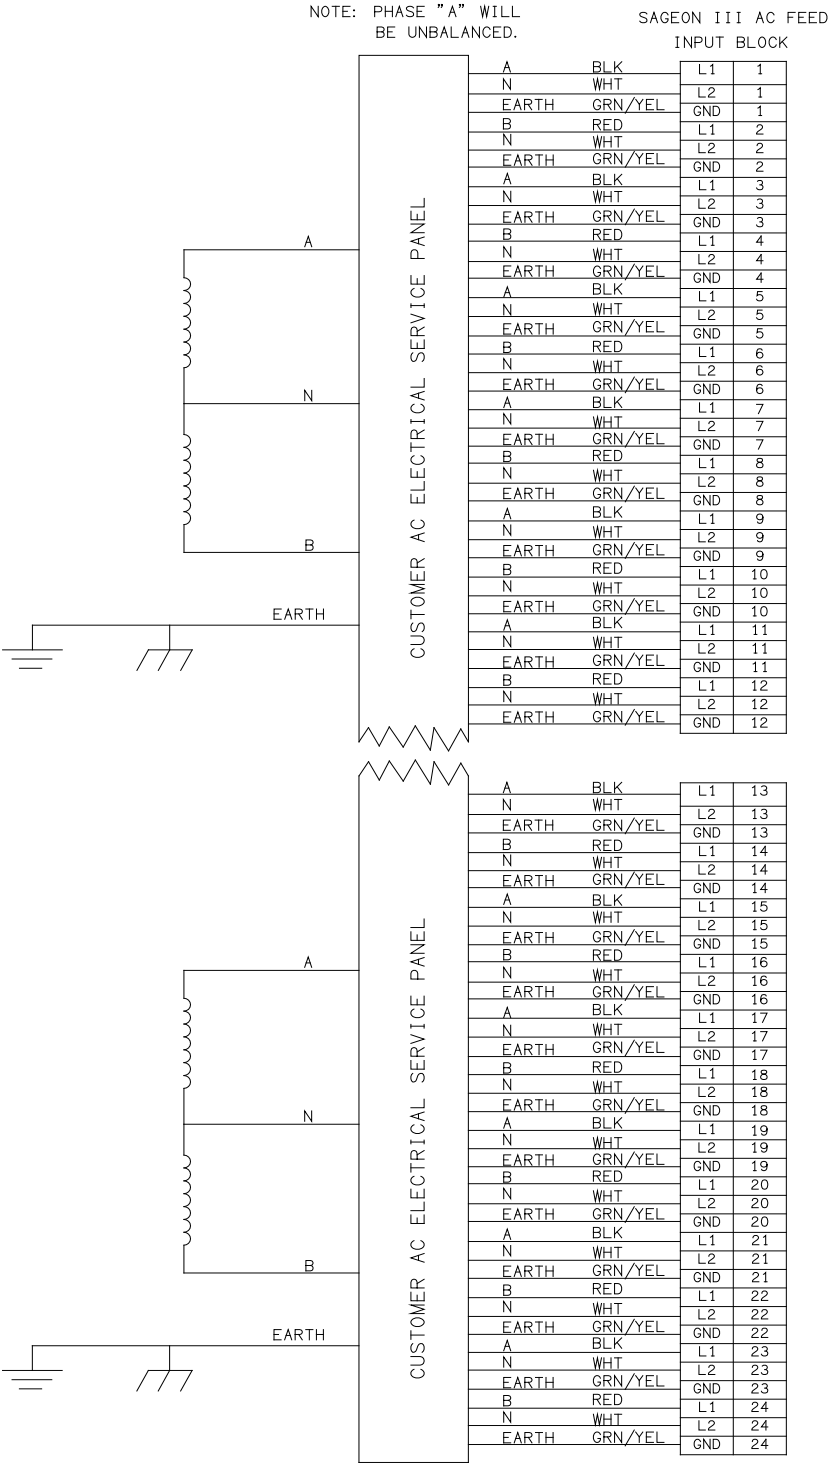 NOTE: PHASE "A" WILL
BE UNBALANCED.
SAGEON III AC FEED
INPUT BLOCK
A BLK L1 1
N WHT L2 1
EARTH GRN/YEL GND 1
B RED L1 2
N WHT L2 2
EARTH GRN/YEL GND 2
A BLK L1 3
N WHT L2 3
EARTH GRN/YEL GND 3
B RED L1 4
N WHT L2 4
EARTH GRN/YEL GND 4
A BLK L1 5
N WHT L2 5
EARTH GRN/YEL GND 5
B RED L1 6
N WHT L2 6
EARTH GRN/YEL GND 6
A BLK L1 7
N WHT L2 7
EARTH GRN/YEL GND 7
B RED L1 8
N WHT L2 8
EARTH GRN/YEL GND 8
A BLK L1 9
N WHT L2 9
EARTH GRN/YEL GND 9
B RED L1 10
N WHT L2 10
EARTH GRN/YEL GND 10
A BLK L1 11
N WHT L2 11
EARTH GRN/YEL GND 11
B RED L1 12
N WHT L2 12
EARTH GRN/YEL GND 12
A
N
B
EARTH
CUSTOMER AC ELECTRICAL SERVICE PANEL
A BLK L1 13
N WHT L2 13
EARTH GRN/YEL GND 13
B RED L1 14
N WHT L2 14
EARTH GRN/YEL GND 14
A BLK L1 15
N WHT L2 15
EARTH GRN/YEL GND 15
B RED L1 16
N WHT L2 16
EARTH GRN/YEL GND 16
A BLK L1 17
N WHT L2 17
EARTH GRN/YEL GND 17
B RED L1 18
N WHT L2 18
EARTH GRN/YEL GND 18
A BLK L1 19
N WHT L2 19
EARTH GRN/YEL GND 19
B RED L1 20
N WHT L2 20
EARTH GRN/YEL GND 20
A BLK L1 21
N WHT L2 21
EARTH GRN/YEL GND 21
B RED L1 22
N WHT L2 22
EARTH GRN/YEL GND 22
A BLK L1 23
N WHT L2 23
EARTH GRN/YEL GND 23
B RED L1 24
N WHT L2 24
EARTH GRN/YEL GND 24
A
N
B
EARTH
CUSTOMER AC ELECTRICAL SERVICE PANEL